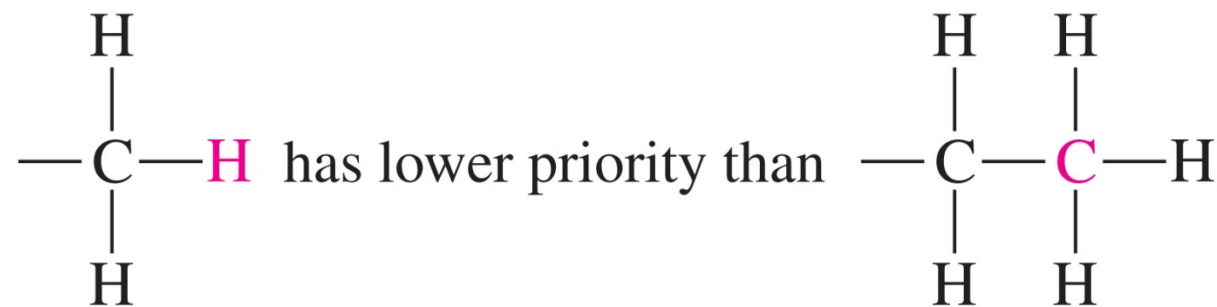 H H H
—C—H has lower priority than —C—C—H
H H H